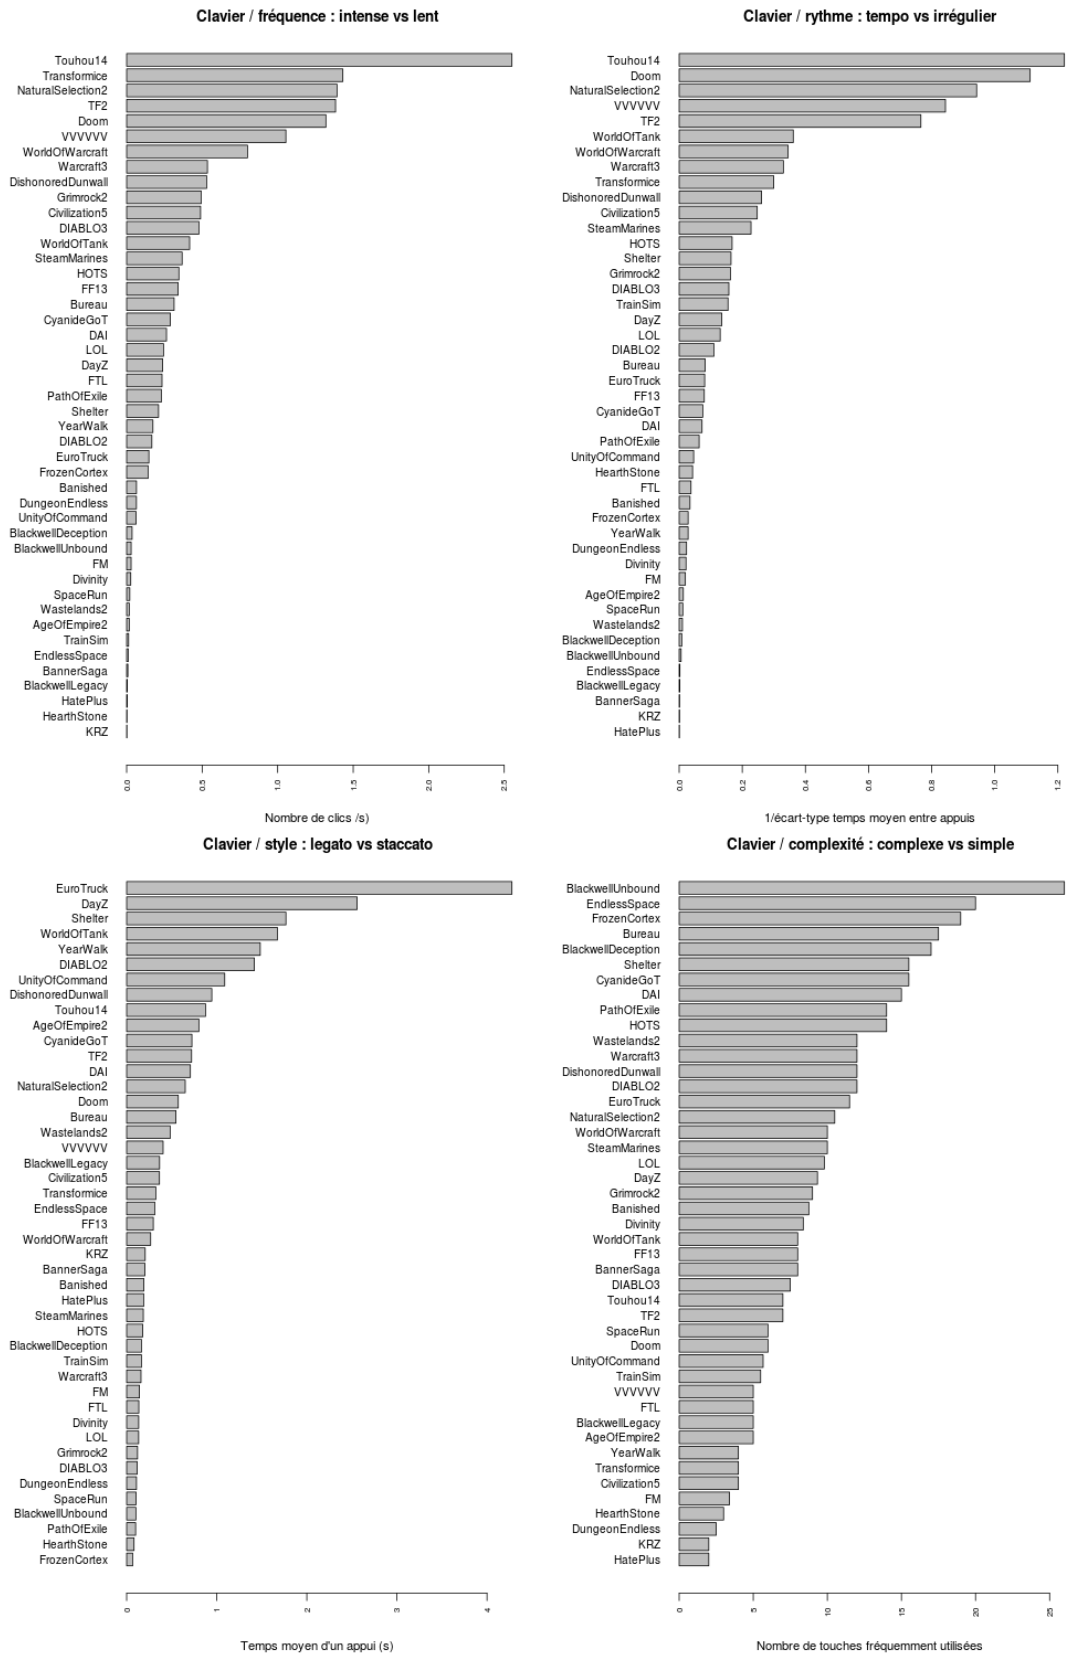 Clavier / fréquence : intense vs lent
Touhou14
Transformice
NaturalSelection2
TF2
Doom
VVVVVV
WorldOfWarcraft
Warcraft3
DishonoredDunwall
Grimrock2
Civilization5
DIABLO3
WorldOfTank
SteamMarines
HOTS
FF13
Bureau
CyanideGoT
DAI
LOL
DayZ
FTL
PathOfExile
Shelter
YearWalk
DIABLO2
EuroTruck
FrozenCortex
Banished
DungeonEndless
UnityOfCommand
BlackwellDeception
BlackwellUnbound
FM
Divinity
SpaceRun
Wastelands2
AgeOfEmpire2
TrainSim
EndlessSpace
BannerSaga
BlackwellLegacy
HatePlus
HearthStone
KRZ
0.0 0.5 1.0 1.5 2.0 2.5
Nombre de clics /s)
Clavier / rythme : tempo vs irrégulier
Touhou14
Doom
NaturalSelection2
VVVVVV
TF2
WorldOfTank
WorldOfWarcraft
Warcraft3
Transformice
DishonoredDunwall
Civilization5
SteamMarines
HOTS
Shelter
Grimrock2
DIABLO3
TrainSim
DayZ
LOL
DIABLO2
Bureau
EuroTruck
FF13
CyanideGoT
DAI
PathOfExile
UnityOfCommand
HearthStone
FTL
Banished
FrozenCortex
YearWalk
DungeonEndless
Divinity
FM
AgeOfEmpire2
SpaceRun
Wastelands2
BlackwellDeception
BlackwellUnbound
EndlessSpace
BlackwellLegacy
BannerSaga
KRZ
HatePlus
0.0 0.2 0.4 0.6 0.8 1.0 1.2
1/écart-type temps moyen entre appuis
Clavier / style : legato vs staccato
EuroTruck
DayZ
Shelter
WorldOfTank
YearWalk
DIABLO2
UnityOfCommand
DishonoredDunwall
Touhou14
AgeOfEmpire2
CyanideGoT
TF2
DAI
NaturalSelection2
Doom
Bureau
Wastelands2
VVVVVV
BlackwellLegacy
Civilization5
Transformice
EndlessSpace
FF13
WorldOfWarcraft
KRZ
BannerSaga
Banished
HatePlus
SteamMarines
HOTS
BlackwellDeception
TrainSim
Warcraft3
FM
FTL
Divinity
LOL
Grimrock2
DIABLO3
DungeonEndless
SpaceRun
BlackwellUnbound
PathOfExile
HearthStone
FrozenCortex
0 1 2 3 4
Temps moyen d'un appui (s)
Clavier / complexité : complexe vs simple
BlackwellUnbound
EndlessSpace
FrozenCortex
Bureau
BlackwellDeception
Shelter
CyanideGoT
DAI
PathOfExile
HOTS
Wastelands2
Warcraft3
DishonoredDunwall
DIABLO2
EuroTruck
NaturalSelection2
WorldOfWarcraft
SteamMarines
LOL
DayZ
Grimrock2
Banished
Divinity
WorldOfTank
FF13
BannerSaga
DIABLO3
Touhou14
TF2
SpaceRun
Doom
UnityOfCommand
TrainSim
VVVVVV
FTL
BlackwellLegacy
AgeOfEmpire2
YearWalk
Transformice
Civilization5
FM
HearthStone
DungeonEndless
KRZ
HatePlus
0 5 10 15 20 25
Nombre de touches fréquemment utilisées